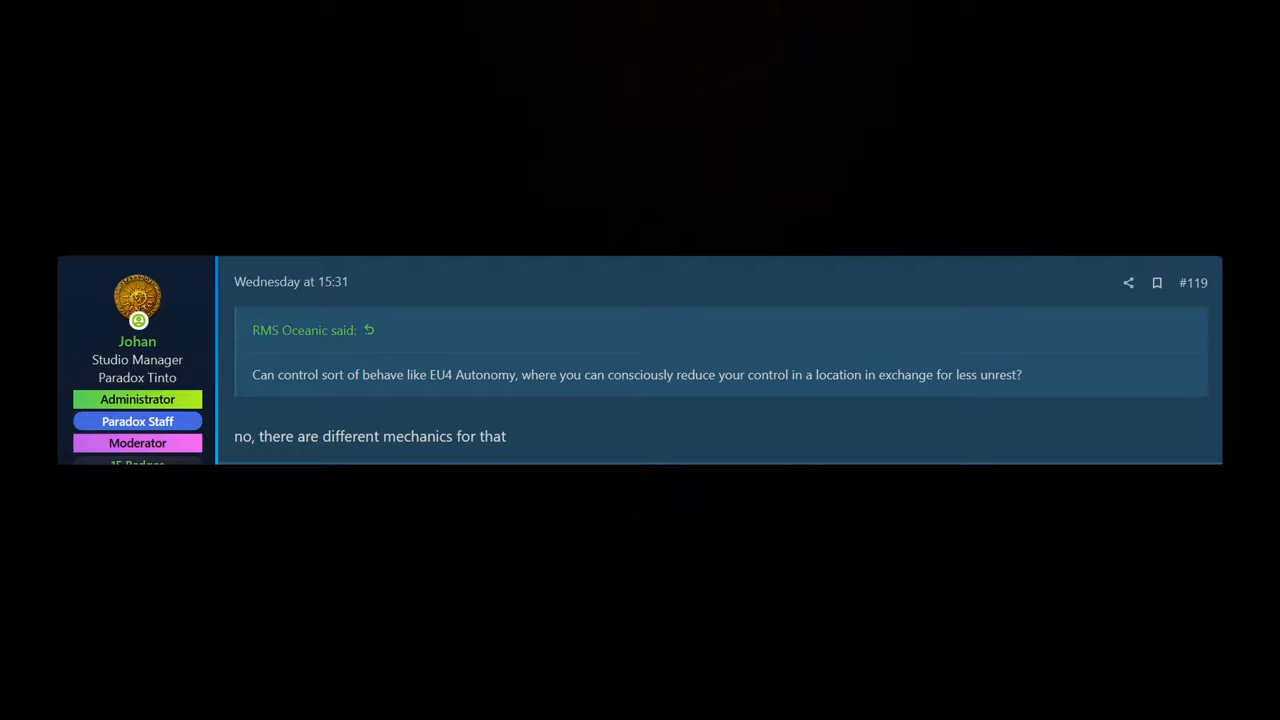 Wednesday at 15:31
#119
Johan
Studio Manager
Paradox Tinto
Administrator
Paradox Staff
Moderator
15 Badges
RMS Oceanic said:
Can control sort of behave like EU4 Autonomy, where you can consciously reduce your control in a location in exchange for less unrest?
no, there are different mechanics for that